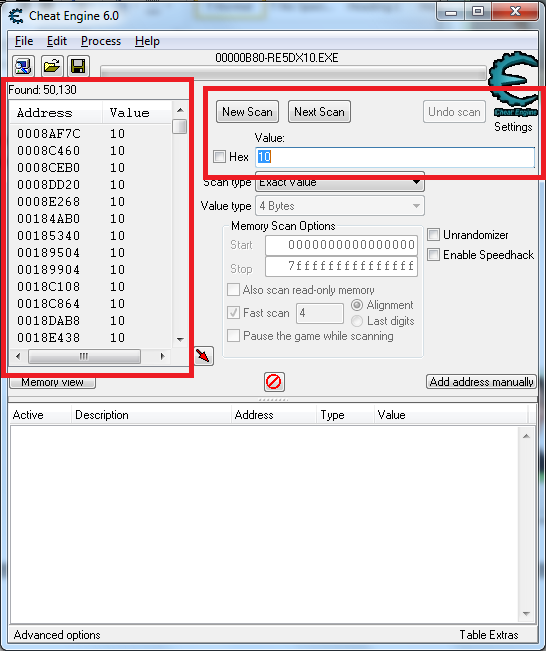 Cheat Engine 6.0
File Edit Process Help
00000B80-RE5DX10.EXE
Found: 50,130
Address Value
0008AF7C 10
0008C460 10
0008CEB0 10
0008DD20 10
0008E268 10
00184AB0 10
00185340 10
00189504 10
00189904 10
0018C108 10
0018C864 10
0018DAB8 10
0018E438 10
New Scan Next Scan Undo scan
Cheat Engine
Settings
Value:
Hex 10
Scan type Exact Value
Value type 4 Bytes
Memory Scan Options
Start 0000000000000000
Stop 7fffffffffffffff
Also scan read-only memory
Fast scan 4 Alignment
Last digits
Pause the game while scanning
Unrandomizer
Enable Speedhack
Memory view Add address manually
Active Description Address Type Value
Advanced options Table Extras